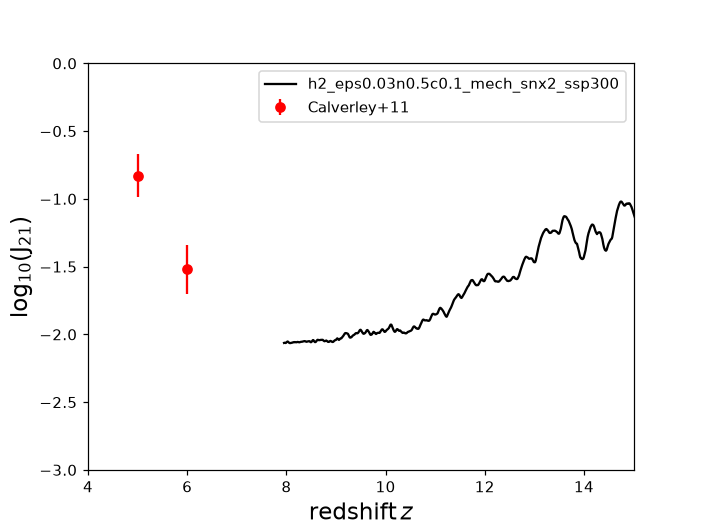 h2_eps0.03n0.5c0.1_mech_snx2_ssp300
Calverley+11
0.0
−0.5
−1.0
−1.5
−2.0
−2.5
−3.0
log₁₀(J₂₁)
4 6 8 10 12 14
redshift z